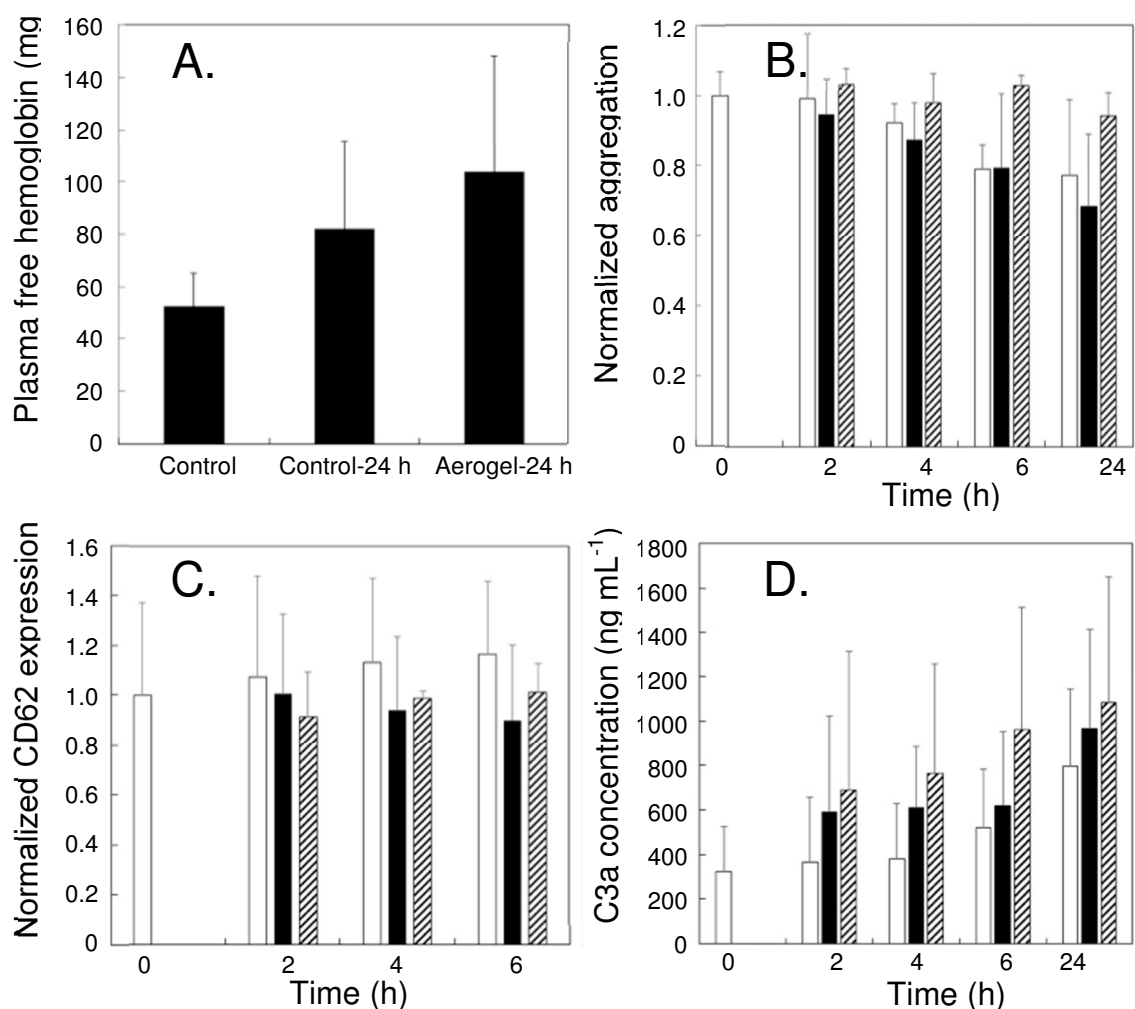 A.
Plasma free hemoglobin (mg
160
140
120
100
80
60
40
20
0
Control Control-24 h Aerogel-24 h
B.
Normalized aggregation
1.2
1.0
0.8
0.6
0.4
0.2
0
0 2 4 6 24
Time (h)
C.
Normalized CD62 expression
1.6
1.4
1.2
1.0
0.8
0.6
0.4
0.2
0
0 2 4 6
Time (h)
D.
C3a concentration (ng mL⁻¹)
1800
1600
1400
1200
1000
800
600
400
200
0
0 2 4 6 24
Time (h)